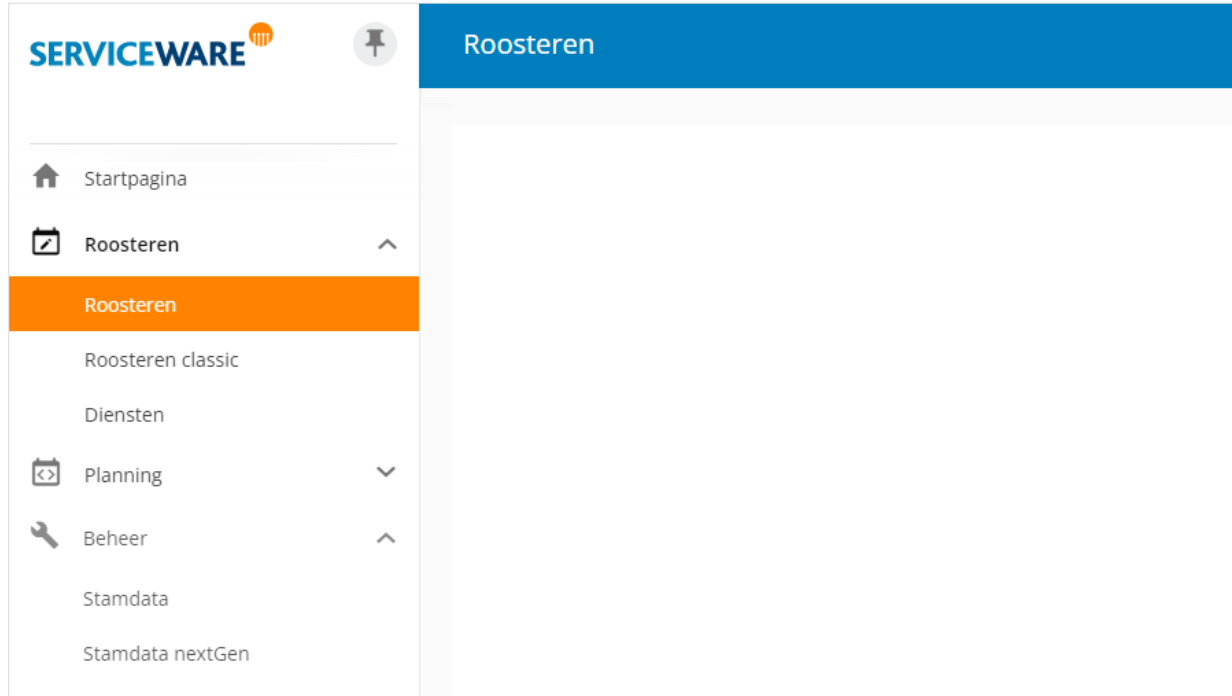 SERVICEWARE
Roosteren
Startpagina
Roosteren
Roosteren
Roosteren classic
Diensten
Planning
Beheer
Stamdata
Stamdata nextGen